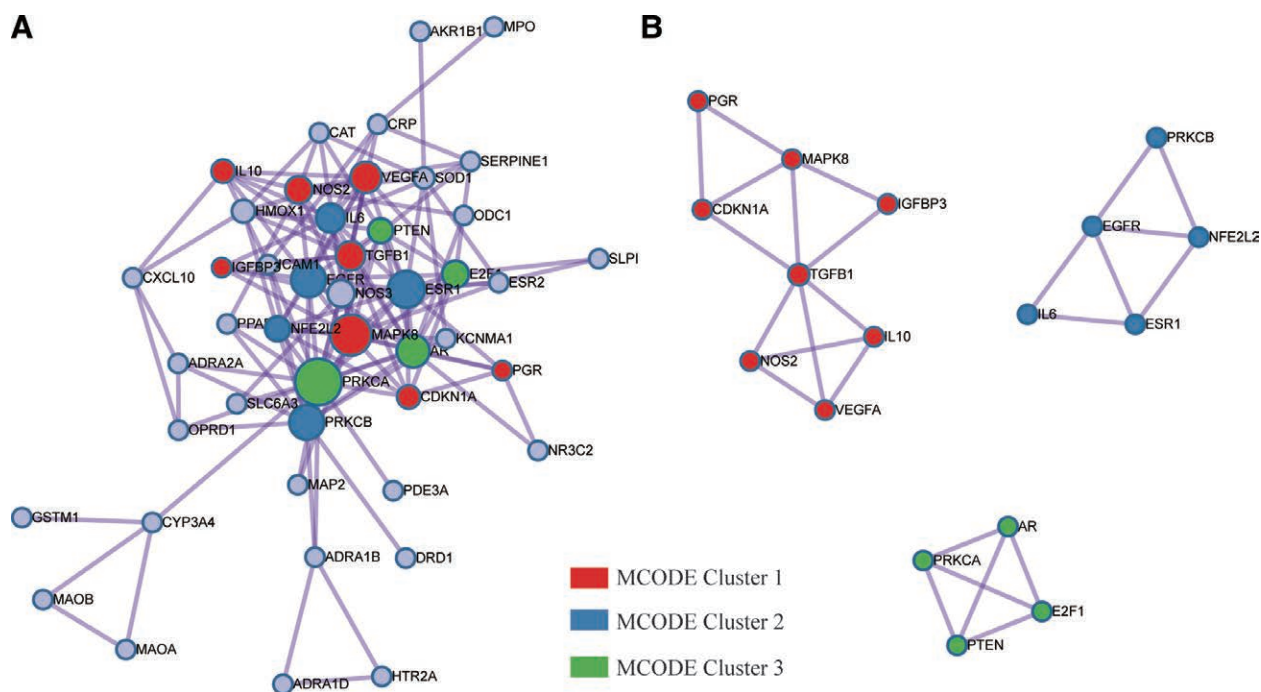 A
AKR1B1
MPO
CAT
CRP
SERPINE1
IL10
VEGFA
SOD1
NOS2
HMOX1
IL6
ODC1
PTEN
TGFB1
IGFBP3
ICAM1
EGFR
E2F1
SLPI
CXCL10
NOS3
ESR1
ESR2
NFE2L2
MAPK8
KCNMA1
AR
ADRA2A
PRKCA
PGR
SLC6A3
CDKN1A
OPRD1
PRKCB
NR3C2
MAP2
PDE3A
GSTM1
CYP3A4
ADRA1B
DRD1
MAOB
MAOA
ADRA1D
HTR2A
B
PGR
MAPK8
CDKN1A
IGFBP3
TGFB1
IL10
NOS2
VEGFA
PRKCB
EGFR
NFE2L2
IL6
ESR1
AR
PRKCA
E2F1
PTEN
MCODE Cluster 1
MCODE Cluster 2
MCODE Cluster 3